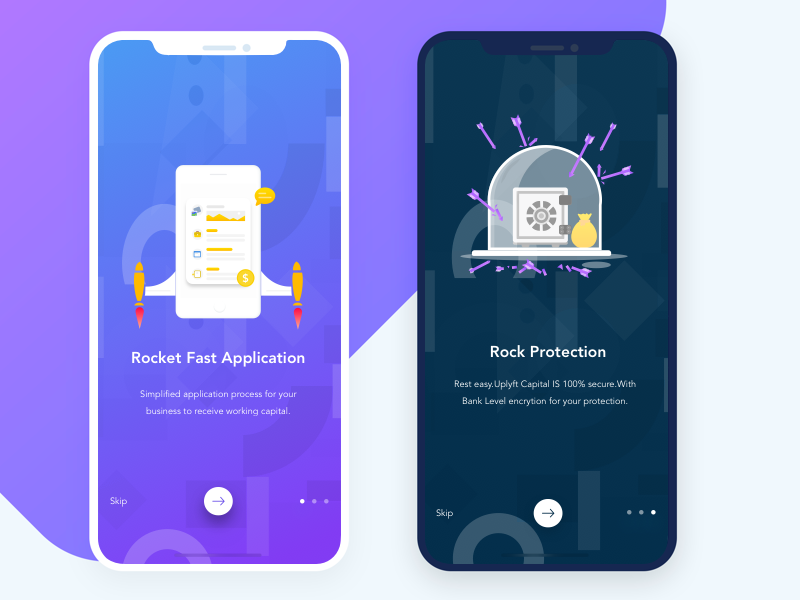 Rocket Fast Application
Simplified application process for your
business to receive working capital.
Skip
$
Rock Protection
Rest easy.Uplyft Capital IS 100% secure.With
Bank Level encrytion for your protection.
Skip